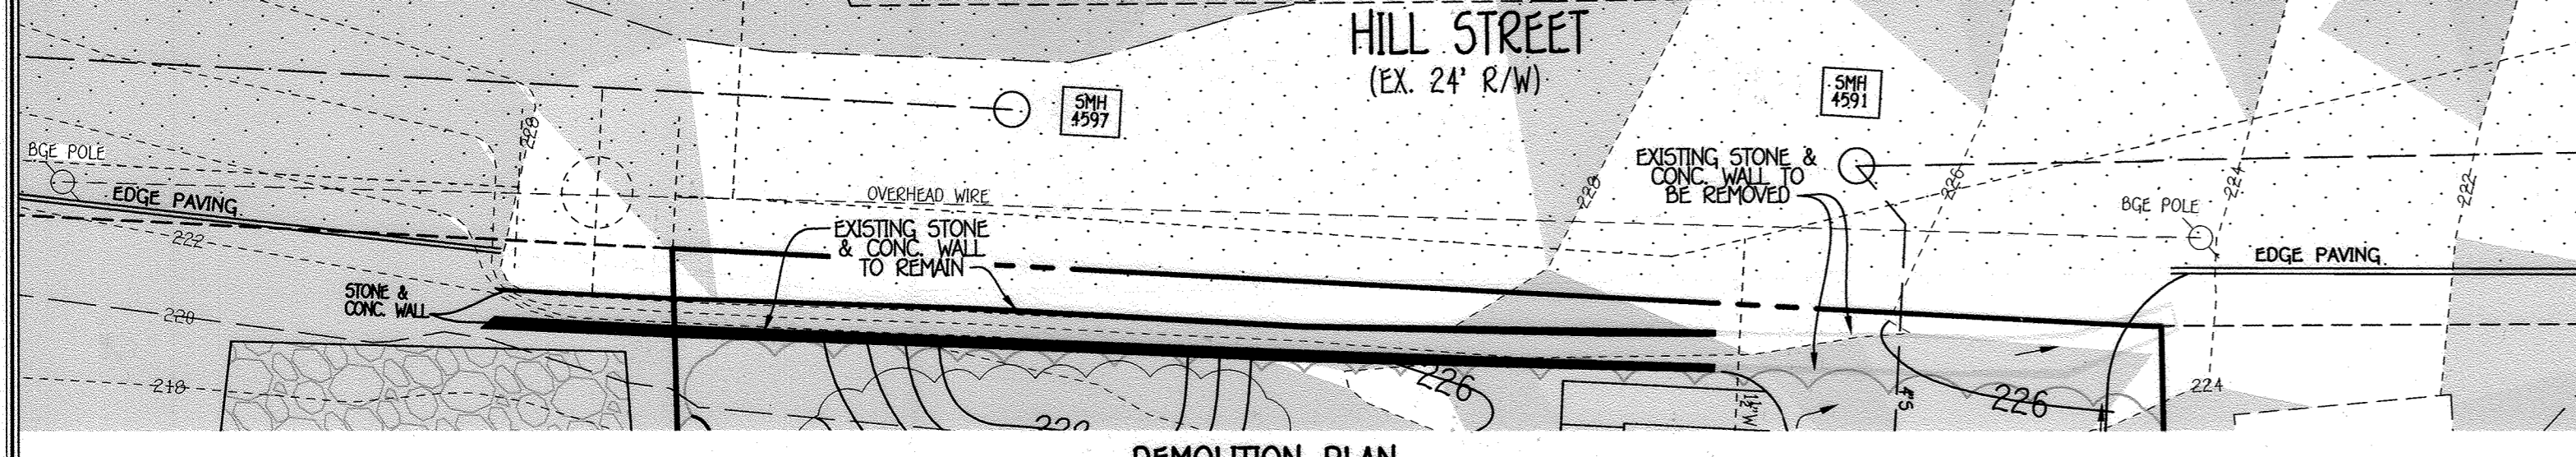 HILL STREET
(EX. 24' R/W)
SMH
4597
SMH
4591
228
BGE POLE
EDGE PAVING
222
OVERHEAD WIRE
EXISTING STONE
& CONC. WALL
TO REMAIN
EXISTING STONE &
CONC. WALL TO
BE REMOVED
228
226
224
222
BGE POLE
EDGE PAVING
STONE &
CONC. WALL
220
218
226
226
224
1½"W
DEMOLITION PLAN